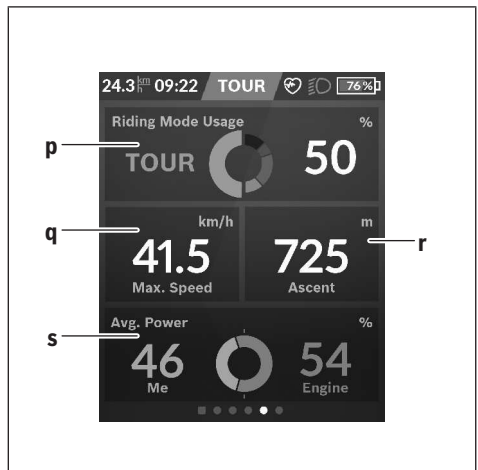 24.3 km/h 09:22 TOUR 76 %
Riding Mode Usage %
p
TOUR 50
q
km/h m
r
41.5 725
Max. Speed Ascent
Avg. Power %
s
46 54
Me Engine